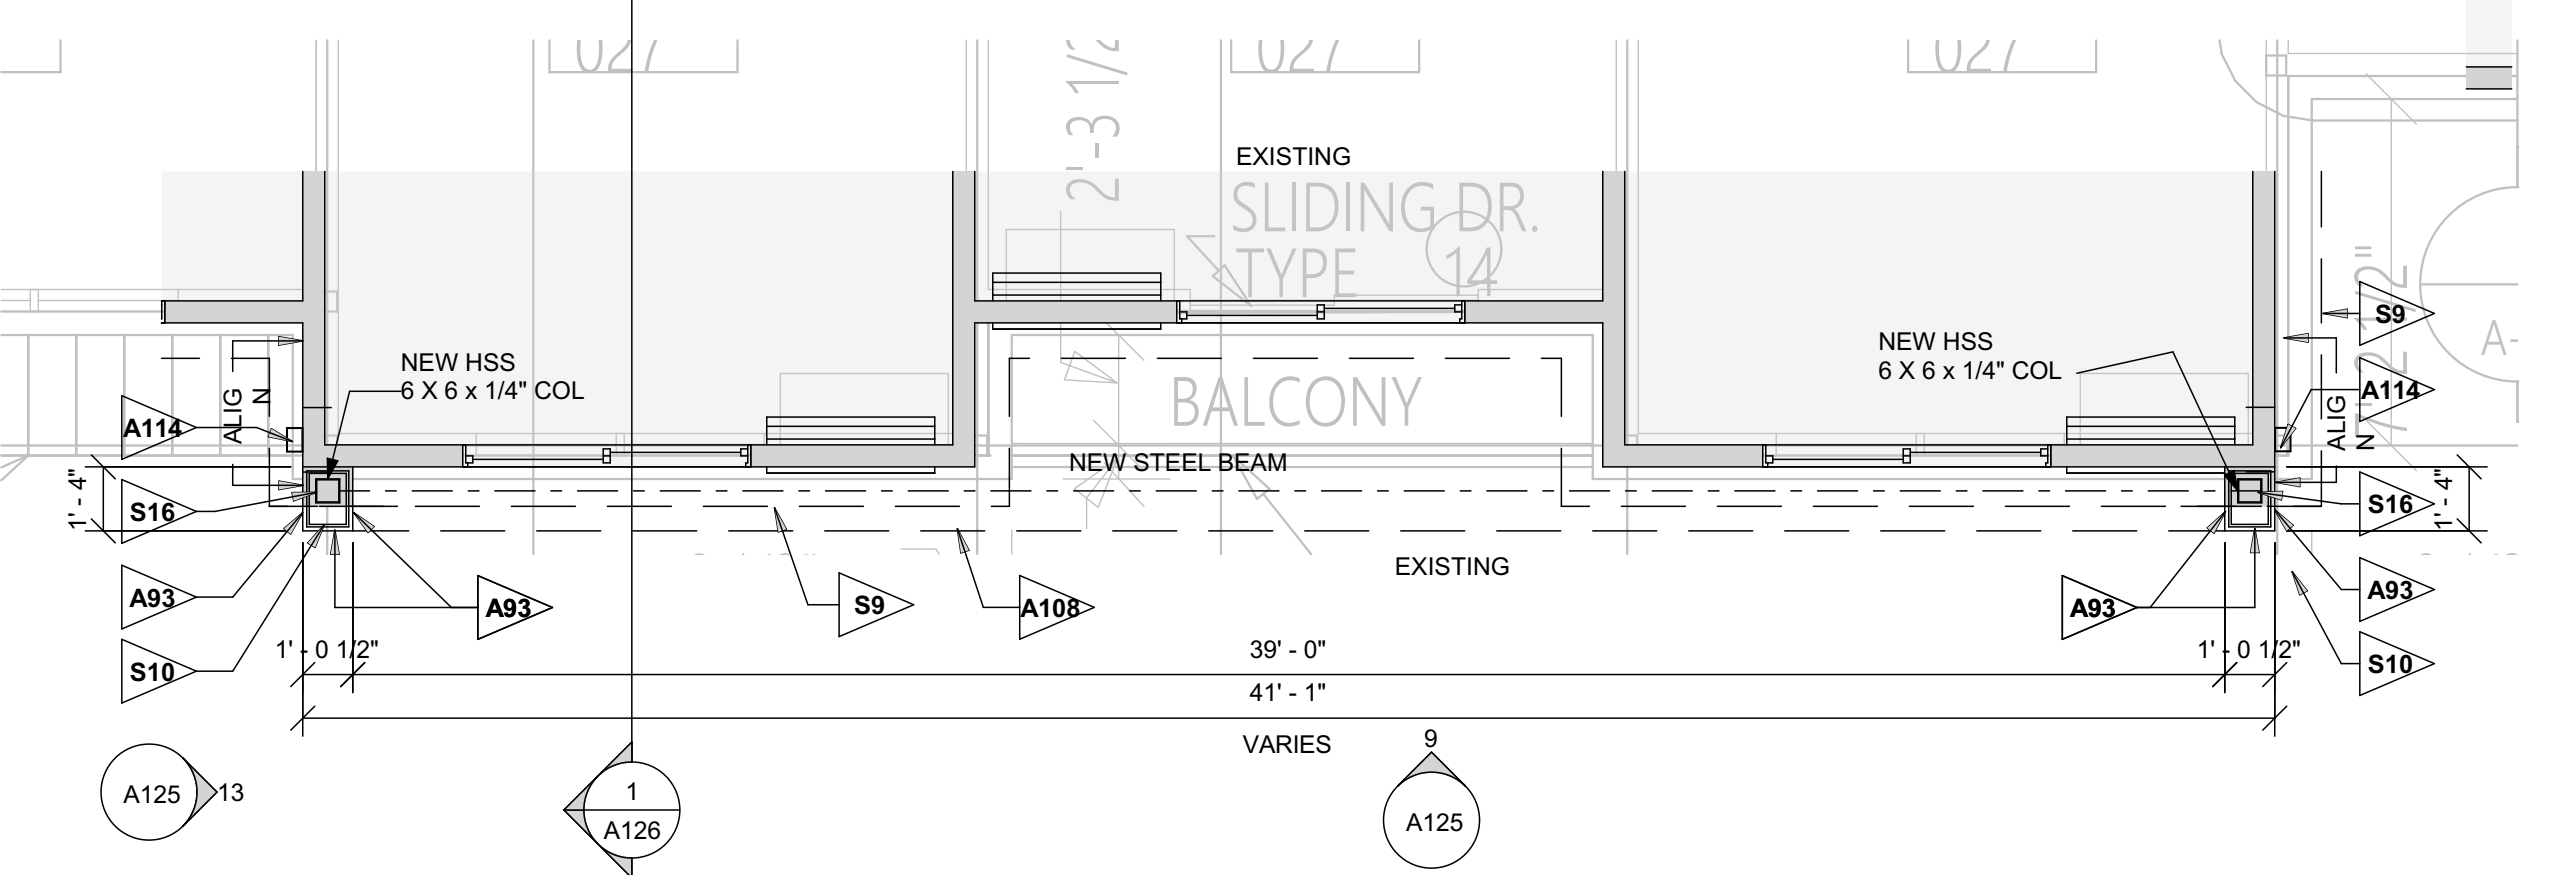 027
027
027
2'-3 1/2
EXISTING
SLIDING DR.
TYPE 14
NEW HSS
6 X 6 x 1/4" COL
NEW HSS
6 X 6 x 1/4" COL
S9
A-
ALIG
N
A114
BALCONY
A114
ALIG
N
NEW STEEL BEAM
1' - 4"
S16
S16
1' - 4"
EXISTING
A93
A93
S9
A108
A93
A93
1' - 0 1/2"
39' - 0"
1' - 0 1/2"
S10
S10
41' - 1"
VARIES
9
A125
13
1
A126
A125